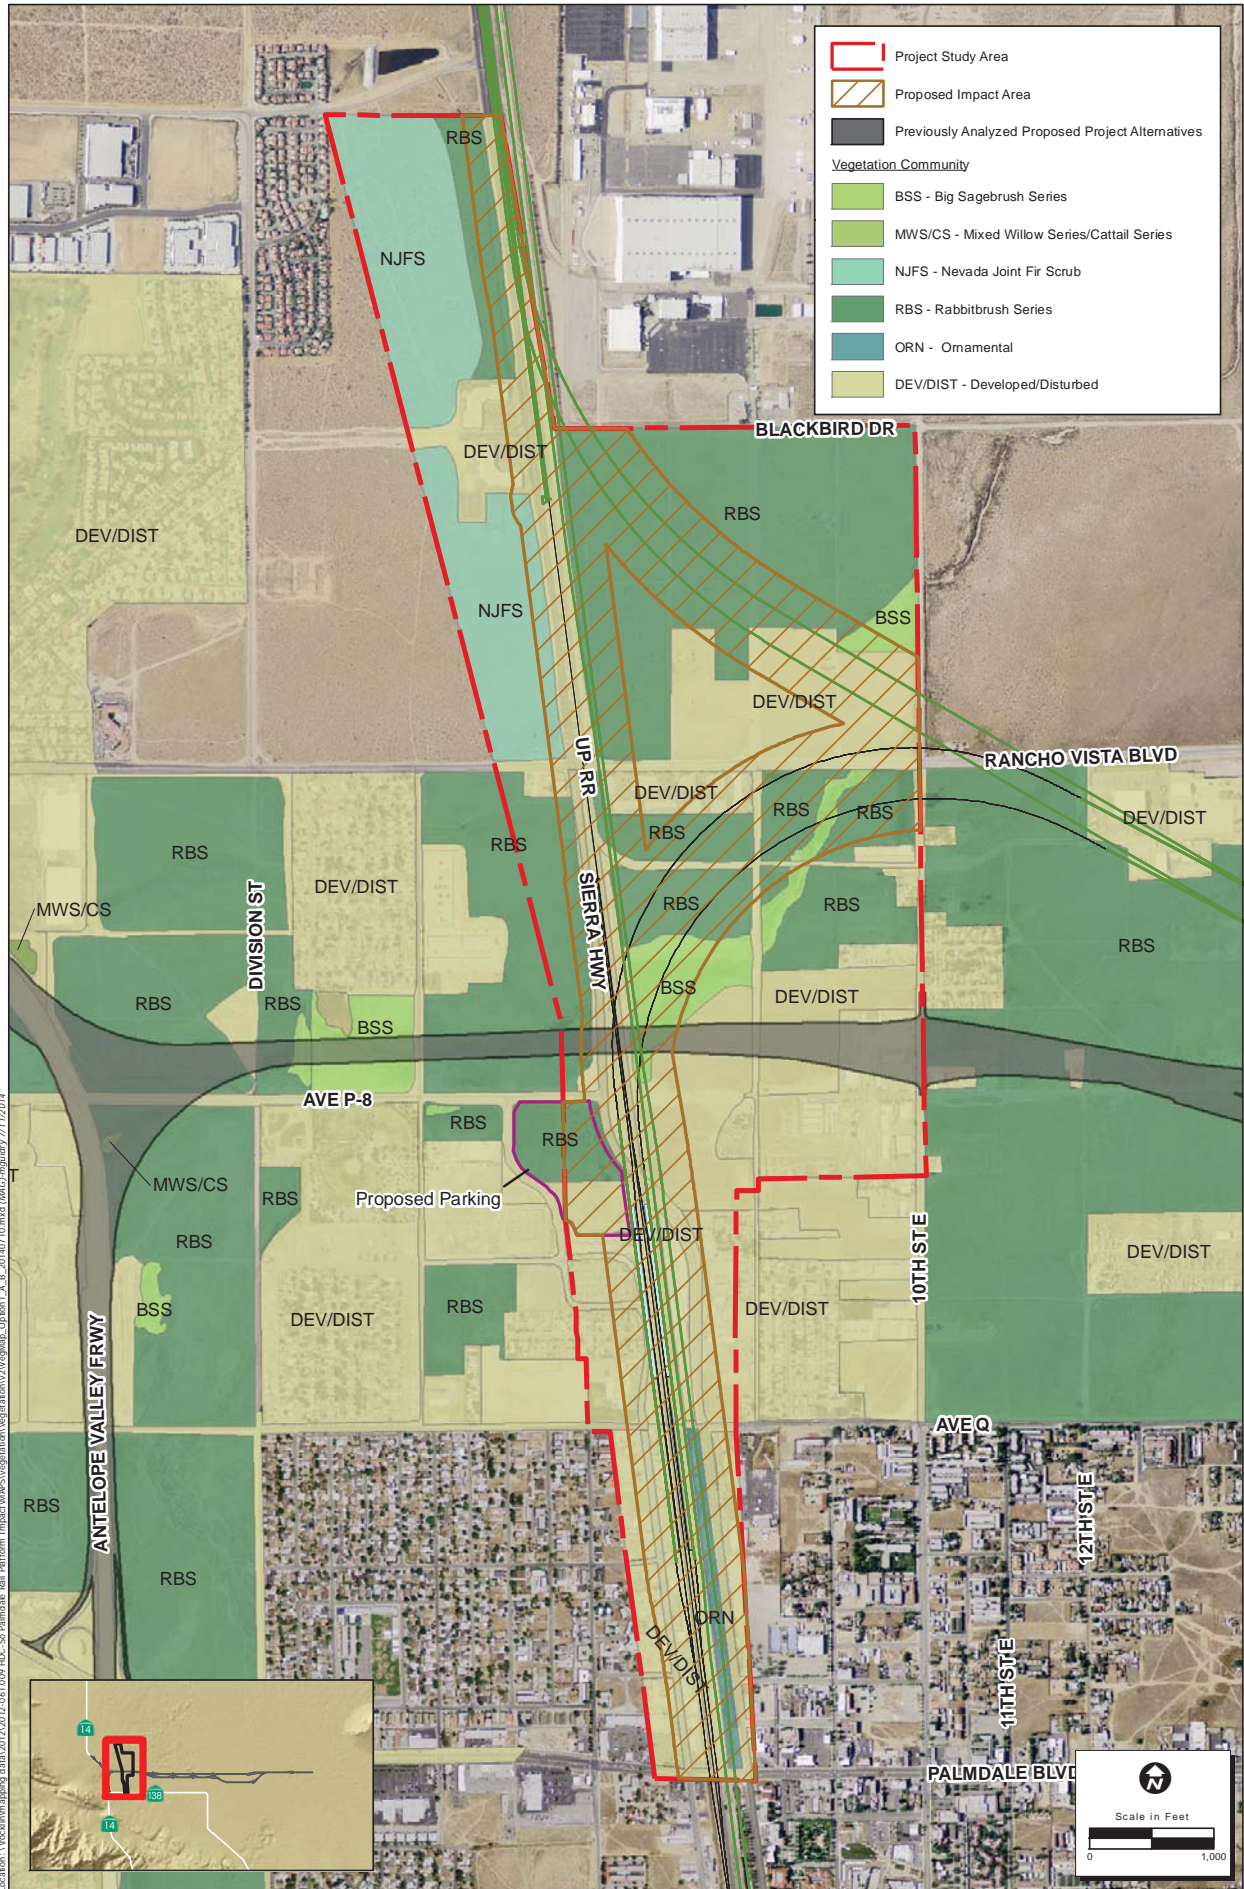 Project Study Area
Proposed Impact Area
Previously Analyzed Proposed Project Alternatives
Vegetation Community
BSS - Big Sagebrush Series
MWS/CS - Mixed Willow Series/Cattail Series
NJFS - Nevada Joint Fir Scrub
RBS - Rabbitbrush Series
ORN - Ornamental
DEV/DIST - Developed/Disturbed
RBS
NJFS
BLACKBIRD DR
DEV/DIST
RBS
DEV/DIST
NJFS
BSS
DEV/DIST
UP RR
RANCHO VISTA BLVD
DEV/DIST
RBS
RBS
DEV/DIST
RBS
RBS
RBS
DEV/DIST
SIERRA HWY
RBS
RBS
MWS/CS
DIVISION ST
RBS
RBS
RBS
BSS
BSS
DEV/DIST
AVE P-8
RBS
RBS
MWS/CS
RBS
Proposed Parking
RBS
DEV/DIST
10TH ST E
DEV/DIST
BSS
DEV/DIST
RBS
DEV/DIST
ANTELOPE VALLEY FRWY
AVE Q
RBS
12TH ST E
RBS
ORN
DEV/DIST
11TH ST E
PALMDALE BLVD
14
138
14
N
Scale in Feet
0 1,000